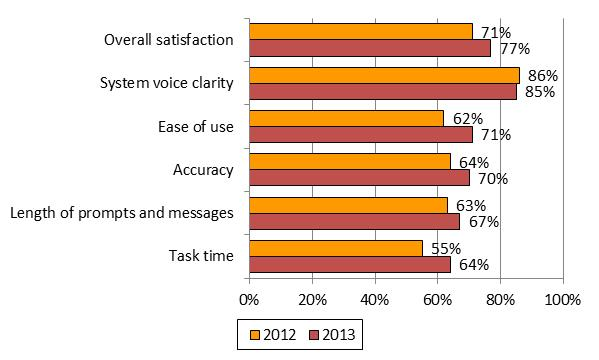 Overall satisfaction 71%
77%
System voice clarity 86%
85%
Ease of use 62%
71%
Accuracy 64%
70%
Length of prompts and messages 63%
67%
Task time 55%
64%
0% 20% 40% 60% 80% 100%
2012 2013